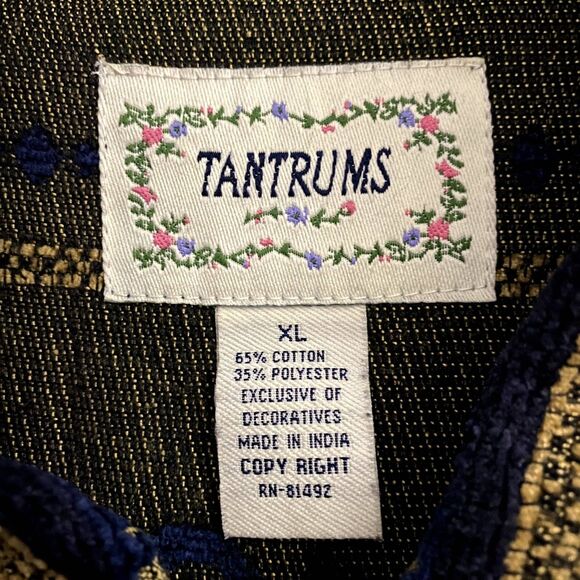 TANTRUMS
XL
65% COTTON
35% POLYESTER
EXCLUSIVE OF
DECORATIVES
MADE IN INDIA
COPY RIGHT
RN-81492